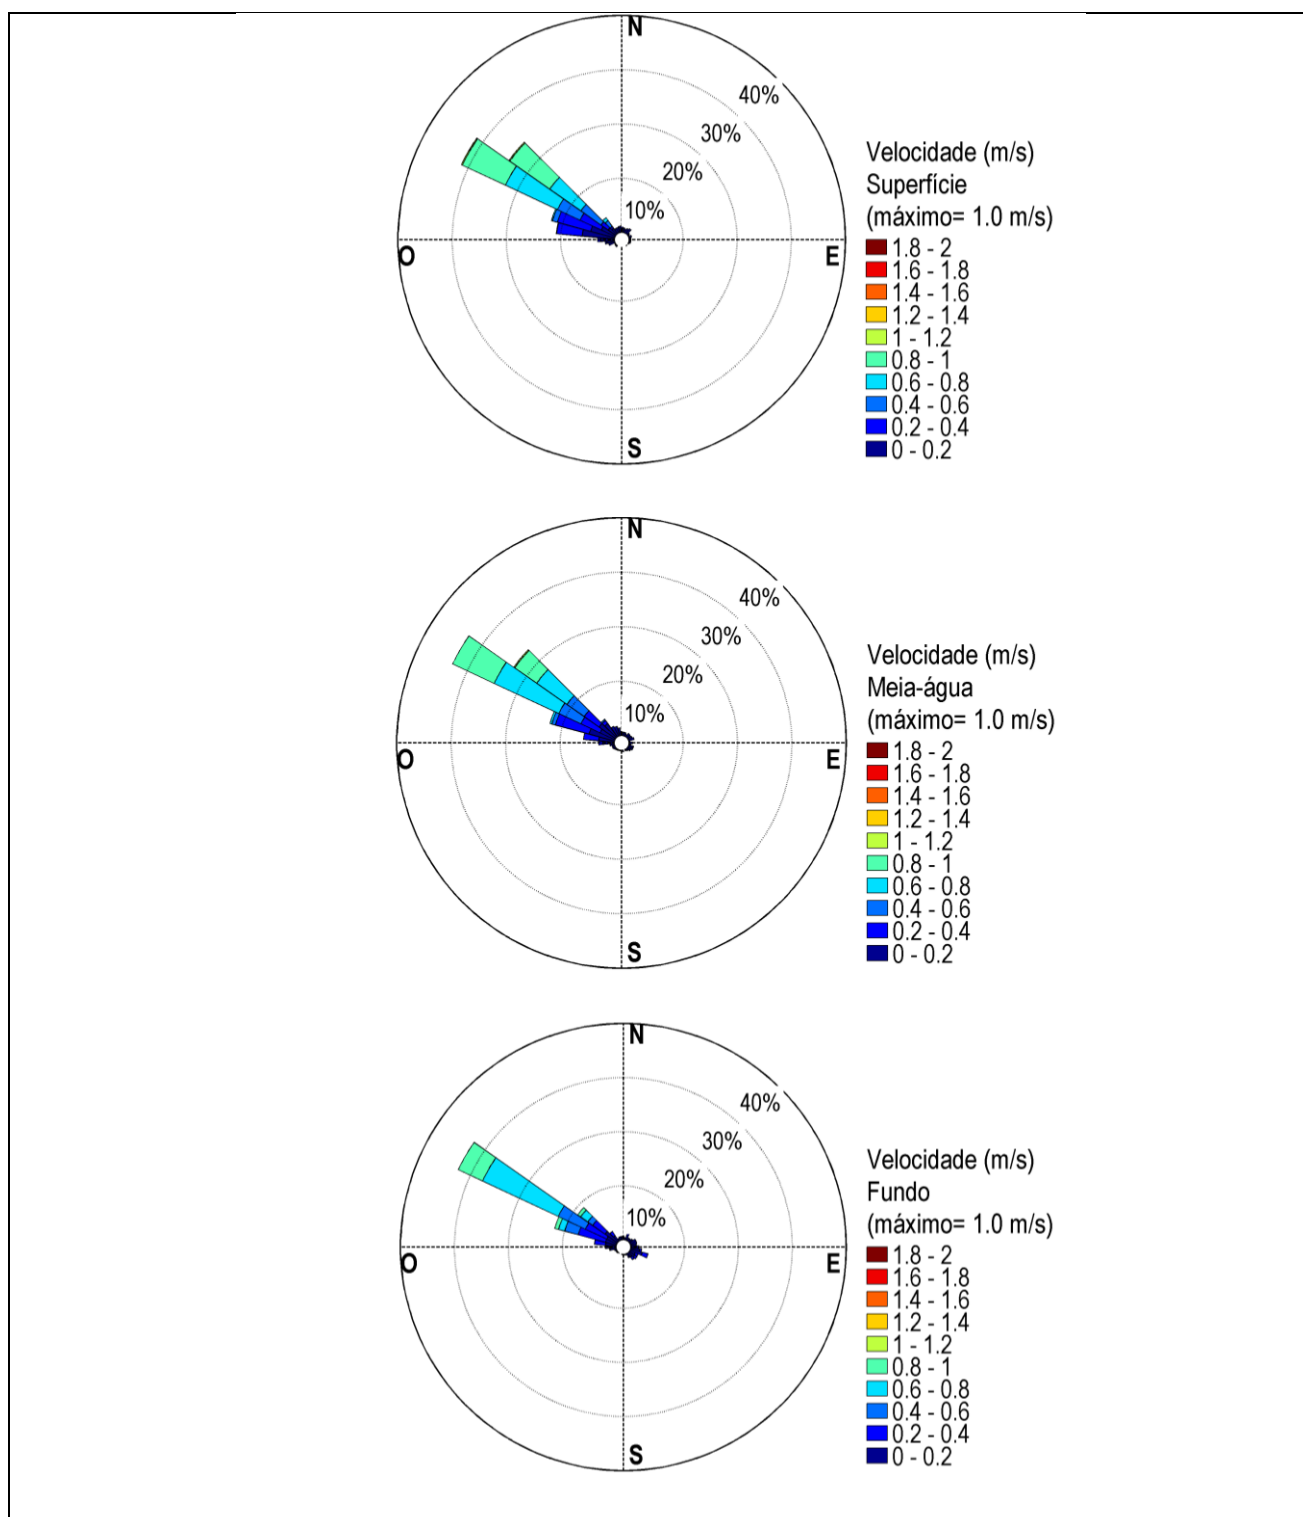 N
40%
30%
20%
10%
O
E
S
Velocidade (m/s)
Superfície
(máximo= 1.0 m/s)
1.8 - 2
1.6 - 1.8
1.4 - 1.6
1.2 - 1.4
1 - 1.2
0.8 - 1
0.6 - 0.8
0.4 - 0.6
0.2 - 0.4
0 - 0.2
N
40%
30%
20%
10%
O
E
S
Velocidade (m/s)
Meia-água
(máximo= 1.0 m/s)
1.8 - 2
1.6 - 1.8
1.4 - 1.6
1.2 - 1.4
1 - 1.2
0.8 - 1
0.6 - 0.8
0.4 - 0.6
0.2 - 0.4
0 - 0.2
N
40%
30%
20%
10%
O
E
S
Velocidade (m/s)
Fundo
(máximo= 1.0 m/s)
1.8 - 2
1.6 - 1.8
1.4 - 1.6
1.2 - 1.4
1 - 1.2
0.8 - 1
0.6 - 0.8
0.4 - 0.6
0.2 - 0.4
0 - 0.2